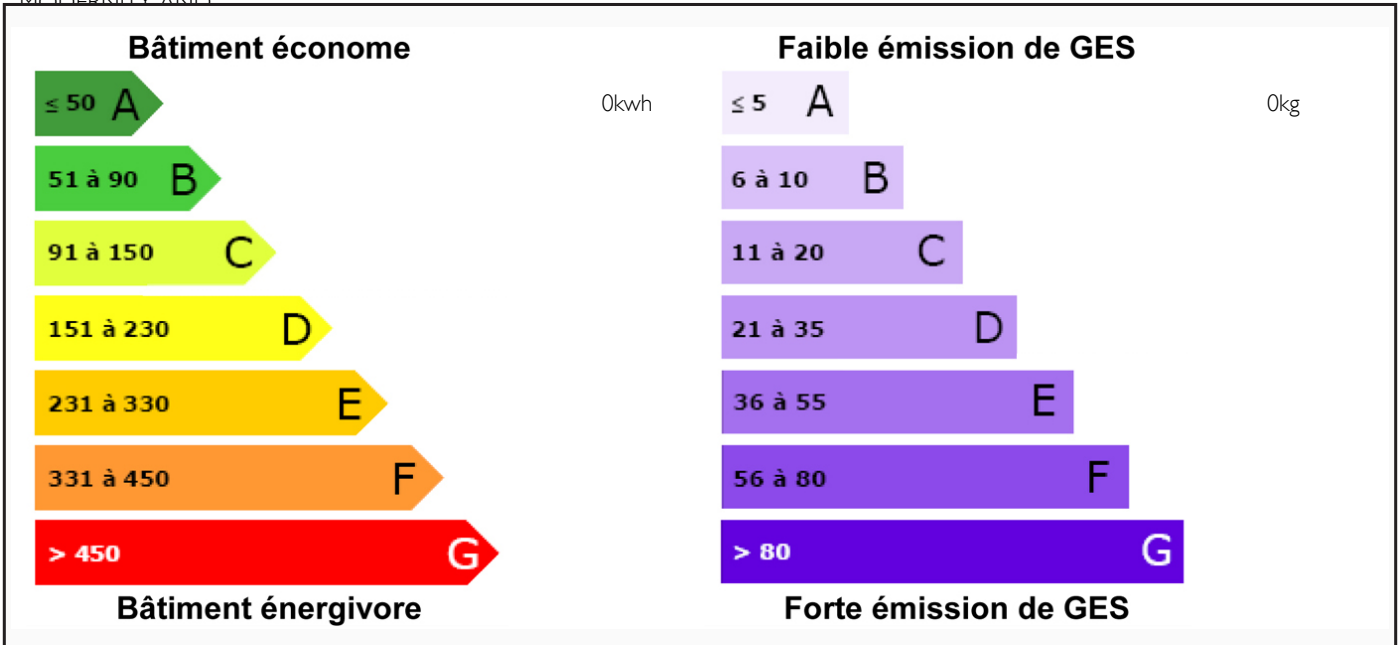 MODERNITY AND
Bâtiment économe
≤ 50 A
0kwh
51 à 90 B
91 à 150 C
151 à 230 D
231 à 330 E
331 à 450 F
> 450 G
Bâtiment énergivore
Faible émission de GES
≤ 5 A
0kg
6 à 10 B
11 à 20 C
21 à 35 D
36 à 55 E
56 à 80 F
> 80 G
Forte émission de GES